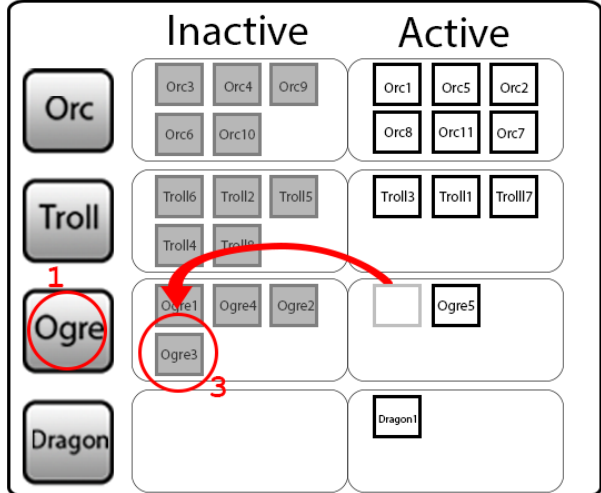 Inactive Active
Orc
Orc3 Orc4 Orc9 Orc1 Orc5 Orc2
Orc6 Orc10 Orc8 Orc11 Orc7
Troll
Troll6 Troll2 Troll5 Troll3 Troll1 Trolll7
Troll4 Troll8
1
Ogre
Ogre1 Ogre4 Ogre2 Ogre5
Ogre3
3
Dragon
Dragon1